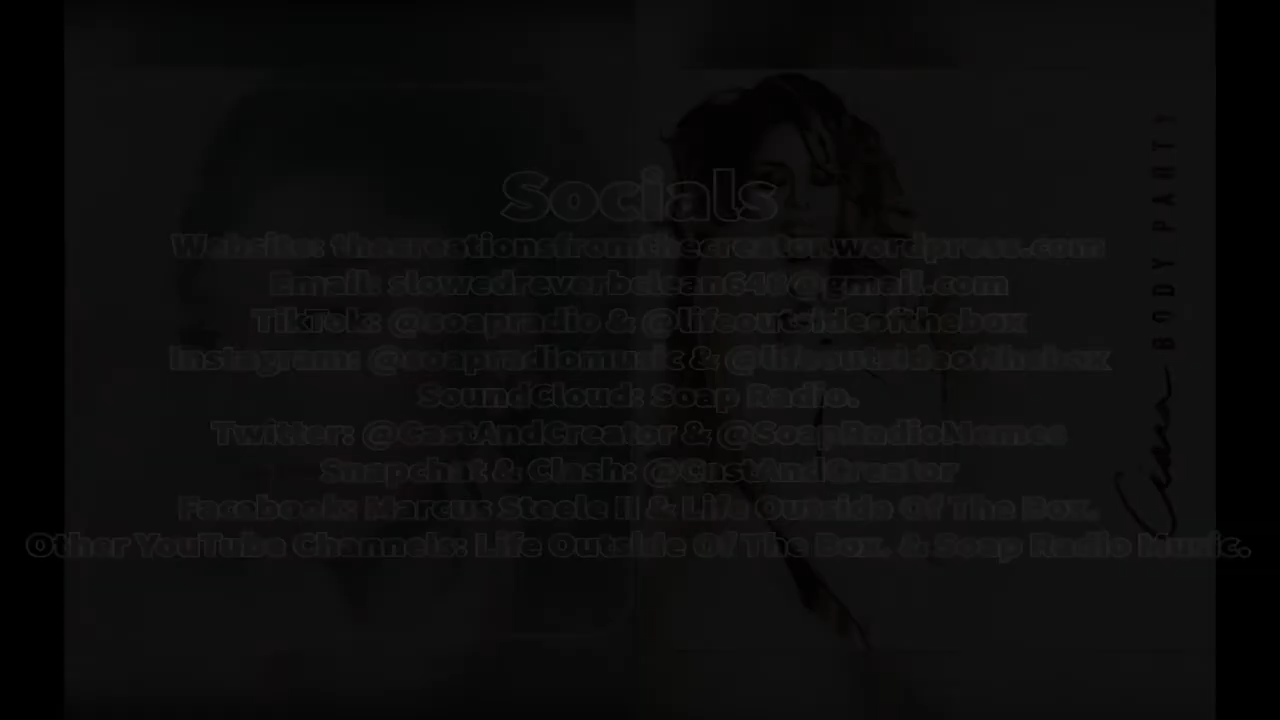 Socials
Website: thecreationsfromthecreator.wordpress.com
Email: @gmail.com
TikTok: @soapradio & @lifeoutsideofthebox
Instagram: @soapradiomusic & @lifeoutsideofthebox
SoundCloud: Soap Radio.
Twitter: @CastAndCreator & @SoapRadioMemes
Snapchat & Clash: @CastAndCreator
Facebook: Marcus Steele II & Life Outside Of The Box.
Other YouTube Channels: Life Outside Of The Box. & Soap Radio Music.
Ciara BODY PARTY